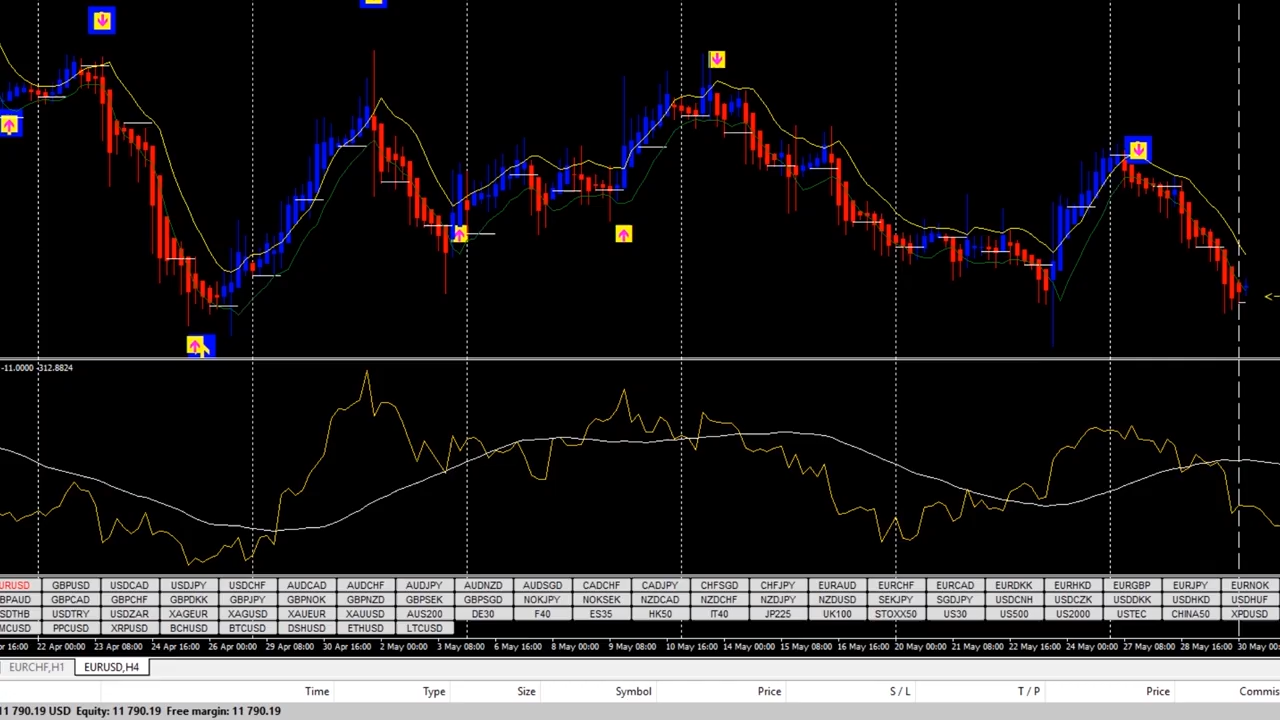 -11.0000 -312.8824
URUSD GBPUSD USDCAD USDJPY USDCHF AUDCAD AUDCHF AUDJPY AUDNZD AUDSGD CADCHF CADJPY CHFSGD CHFJPY EURAUD EURCHF EURCAD EURDKK EURHKD EURGBP EURJPY EURNOK
BPAUD GBPCAD GBPCHF GBPDKK GBPJPY GBPNOK GBPNZD GBPSEK GBPSGD NOKJPY NOKSEK NZDCAD NZDCHF NZDJPY NZDUSD SEKJPY SGDJPY USDCNH USDCZK USDDKK USDHKD USDHUF
SDTHB USDTRY USDZAR XAGEUR XAGUSD XAUEUR XAUUSD AUS200 DE30 F40 ES35 HK50 IT40 JP225 UK100 STOXX50 US30 US500 US2000 USTEC CHINA50 XPDUSD
MCUSD PPCUSD XRPUSD BCHUSD BTCUSD DSHUSD ETHUSD LTCUSD
pr 16:00 22 Apr 00:00 23 Apr 08:00 24 Apr 16:00 26 Apr 00:00 29 Apr 08:00 30 Apr 16:00 2 May 00:00 3 May 08:00 6 May 16:00 8 May 00:00 9 May 08:00 10 May 16:00 14 May 00:00 15 May 08:00 16 May 16:00 20 May 00:00 21 May 08:00 22 May 16:00 24 May 00:00 27 May 08:00 28 May 16:00 30 May 00:0
EURCHF,H1 EURUSD,H4
Time Type Size Symbol Price S / L T / P Price Commis
11 790.19 USD Equity: 11 790.19 Free margin: 11 790.19